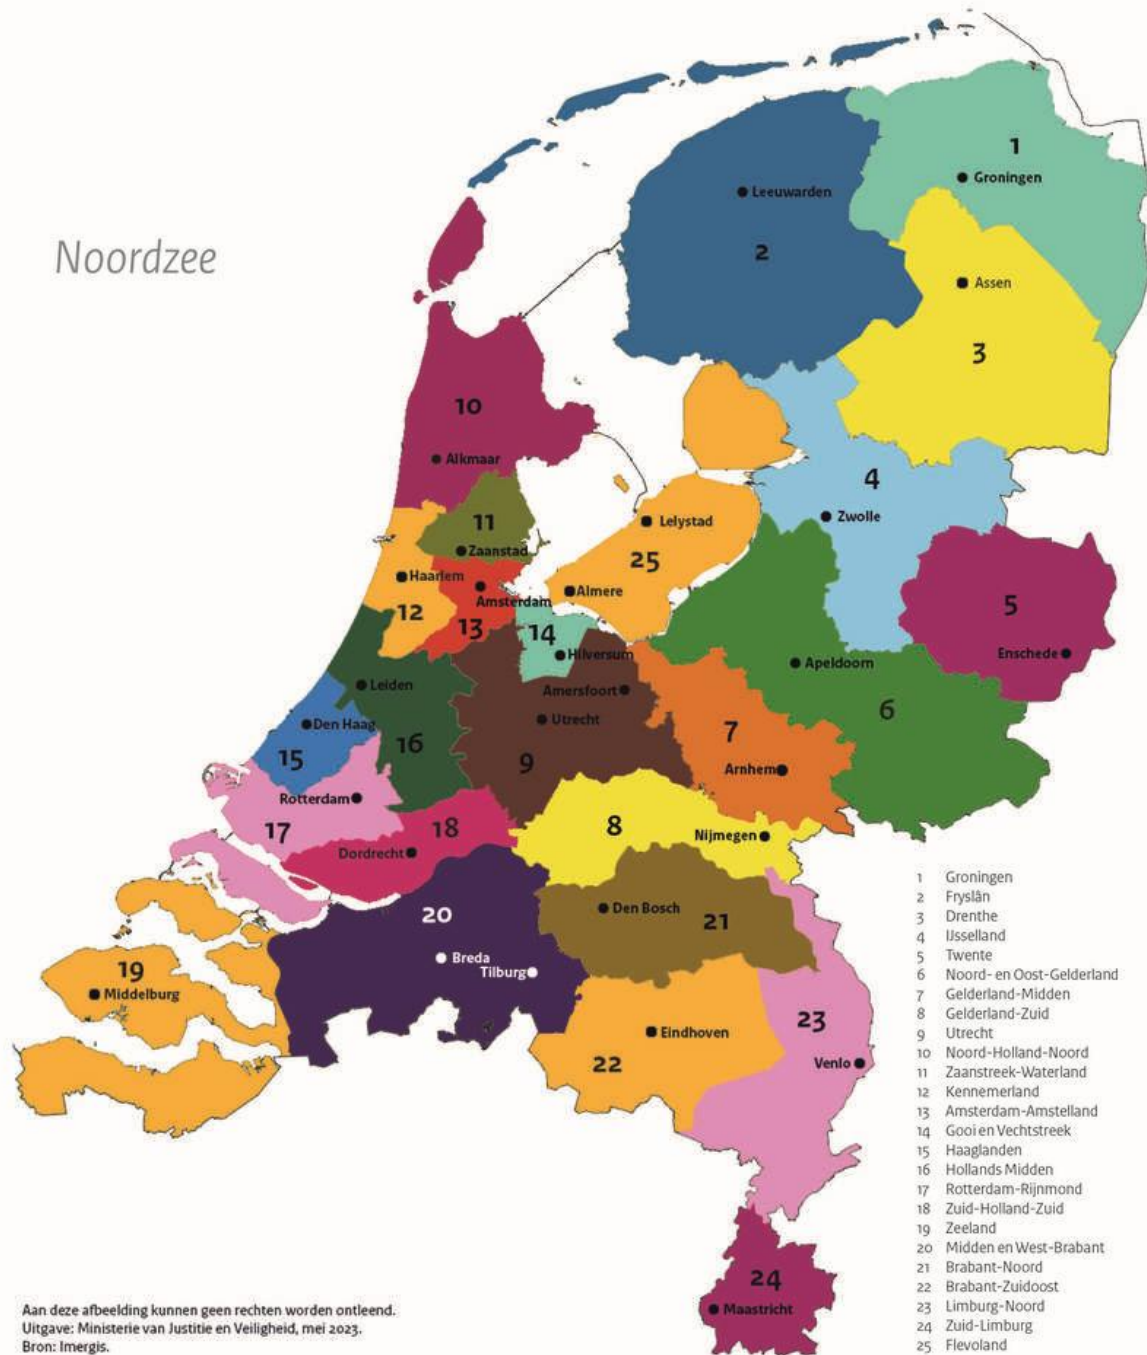 1
Groningen
Leeuwarden
2
Noordzee
Assen
3
10
Alkmaar
4
11
Lelystad
Zwolle
Zaanstad
25
Haarlem
Almere
Amsterdam
5
12
13
14
Hilversum
Enschede
Apeldoorn
Leiden
Amersfoort
6
Den Haag
Utrecht
7
16
15
9
Arnhem
Rotterdam
17
18
8
Nijmegen
Dordrecht
20
Den Bosch
21
Breda
Tilburg
19
Middelburg
23
Eindhoven
22
Venlo
24
Maastricht
1 Groningen
2 Fryslân
3 Drenthe
4 IJsselland
5 Twente
6 Noord- en Oost-Gelderland
7 Gelderland-Midden
8 Gelderland-Zuid
9 Utrecht
10 Noord-Holland-Noord
11 Zaanstreek-Waterland
12 Kennemerland
13 Amsterdam-Amstelland
14 Gooi en Vechtstreek
15 Haaglanden
16 Hollands Midden
17 Rotterdam-Rijnmond
18 Zuid-Holland-Zuid
19 Zeeland
20 Midden en West-Brabant
21 Brabant-Noord
22 Brabant-Zuidoost
23 Limburg-Noord
24 Zuid-Limburg
25 Flevoland
Aan deze afbeelding kunnen geen rechten worden ontleend.
Uitgave: Ministerie van Justitie en Veiligheid, mei 2023.
Bron: Imergis.